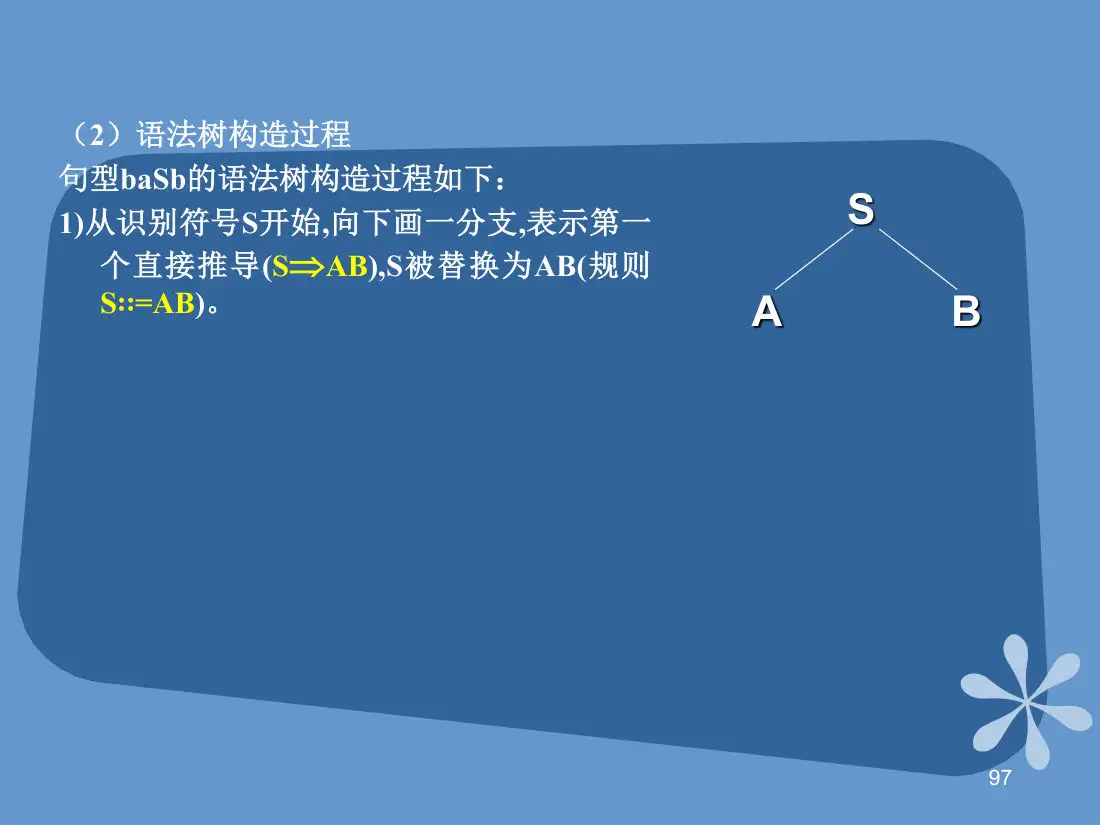 （2）语法树构造过程
句型baSb的语法树构造过程如下：
1)从识别符号S开始,向下画一分支,表示第一
个直接推导(S⇒AB),S被替换为AB(规则
S::=AB)。
S
A B
97